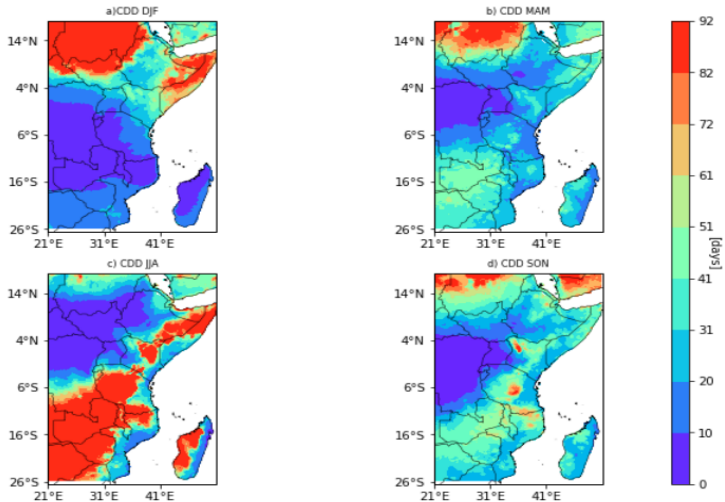 a)CDD DJF
b) CDD MAM
14°N
4°N
6°S
16°S
26°S
21°E 31°E 41°E
14°N
4°N
6°S
16°S
26°S
21°E 31°E 41°E
c) CDD JJA
d) CDD SON
14°N
4°N
6°S
16°S
26°S
21°E 31°E 41°E
14°N
4°N
6°S
16°S
26°S
21°E 31°E 41°E
92
82
72
61
51
41
31
20
10
0
[days]